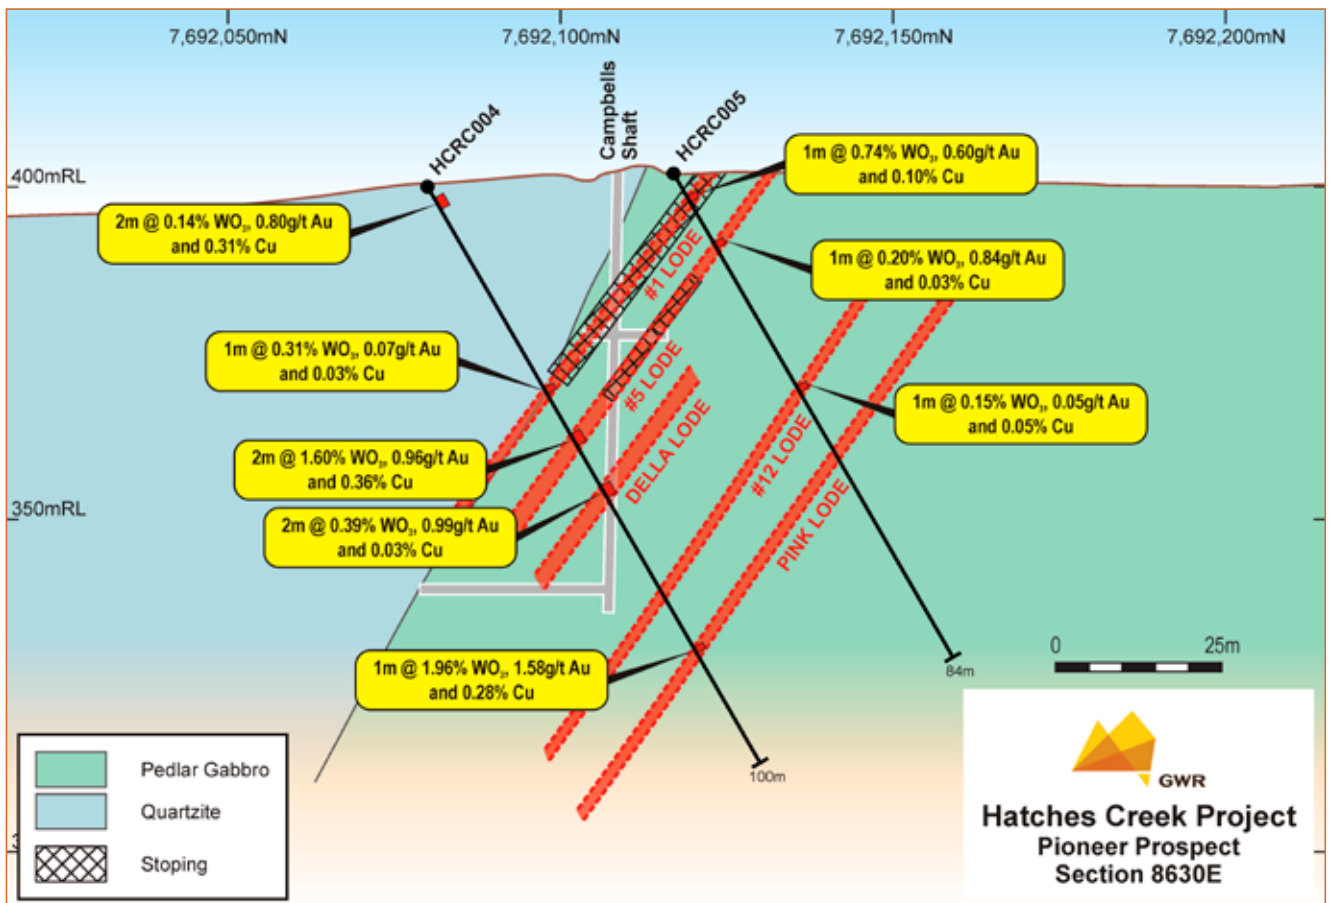 7,692,050mN
7,692,100mN
7,692,150mN
7,692,200mN
HCRC004
Campbells
Shaft
HCRC005
400mRL
1m @ 0.74% WO₃, 0.60g/t Au
and 0.10% Cu
2m @ 0.14% WO₃, 0.80g/t Au
and 0.31% Cu
#1 LODE
1m @ 0.20% WO₃, 0.84g/t Au
and 0.03% Cu
1m @ 0.31% WO₃, 0.07g/t Au
and 0.03% Cu
#5 LODE
1m @ 0.15% WO₃, 0.05g/t Au
and 0.05% Cu
2m @ 1.60% WO₃, 0.96g/t Au
and 0.36% Cu
DELLA LODE
#12 LODE
350mRL
2m @ 0.39% WO₃, 0.99g/t Au
and 0.03% Cu
PINK LODE
0
25m
1m @ 1.96% WO₃, 1.58g/t Au
and 0.28% Cu
84m
100m
Pedlar Gabbro
Quartzite
Stoping
GWR
Hatches Creek Project
Pioneer Prospect
Section 8630E